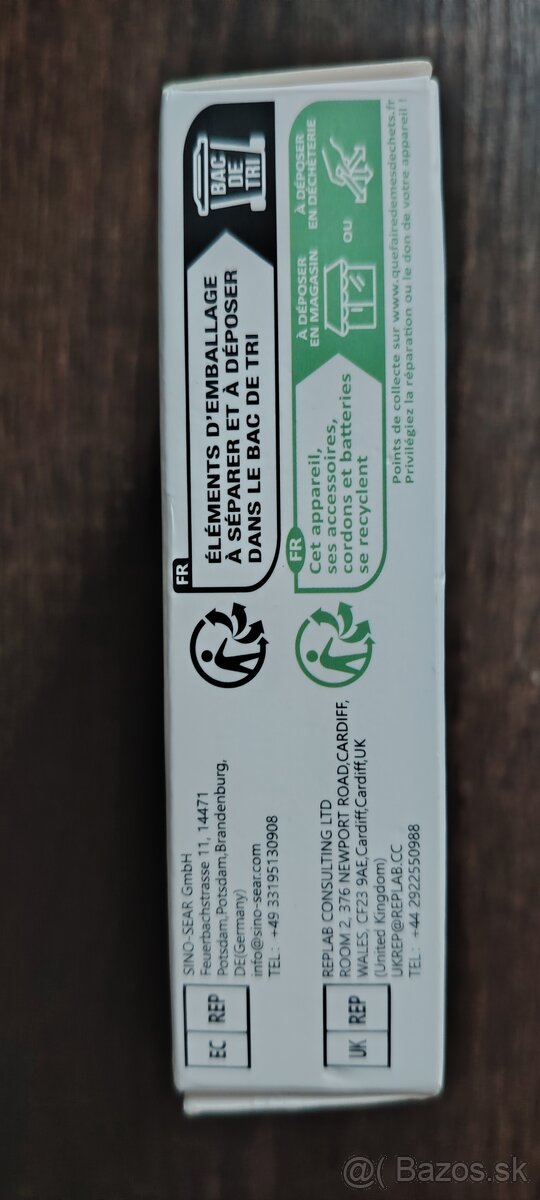 EC REP
SINO-SEAR GmbH
Feuerbachstrasse 11, 14471
Potsdam,Potsdam,Brandenburg,
DE(Germany)
info@sino-sear.com
TEL: +49 33195130908
UK REP
REPLAB CONSULTING LTD
ROOM 2, 376 NEWPORT ROAD,CARDIFF,
WALES, CF23 9AE,Cardiff,Cardiff,UK
(United Kingdom)
UKREP@REPLAB.CC
TEL: +44 2922550988
FR
ÉLÉMENTS D'EMBALLAGE
À SÉPARER ET À DÉPOSER
DANS LE BAC DE TRI
BAC
DE
TRI
FR
Cet appareil,
ses accessoires,
cordons et batteries
se recyclent
À DÉPOSER
EN MAGASIN
OU
À DÉPOSER
EN DÉCHÈTERIE
Points de collecte sur www.quefairedemesdechets.fr
Privilégiez la réparation ou le don de votre appareil !
@( Bazos.sk